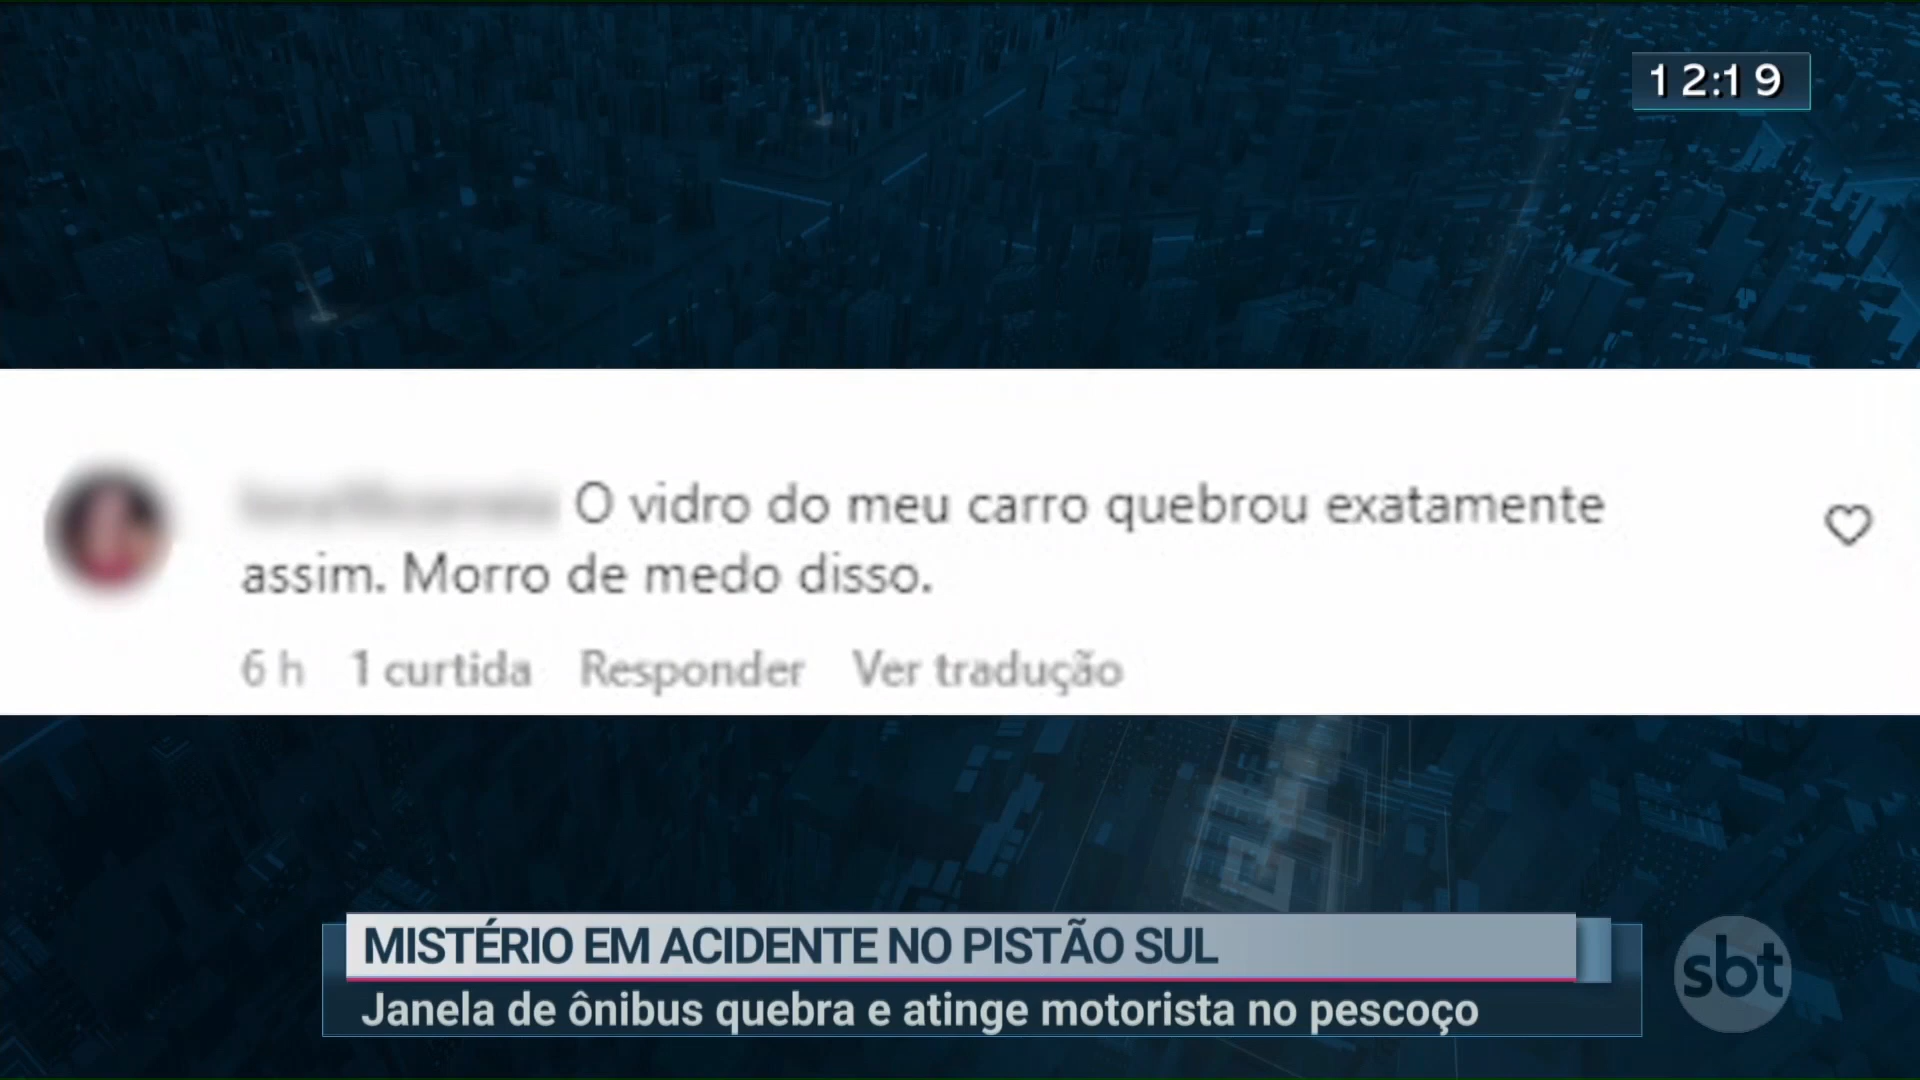 12:19
O vidro do meu carro quebrou exatamente
assim. Morro de medo disso.
6 h 1 curtida Responder Ver tradução
MISTÉRIO EM ACIDENTE NO PISTÃO SUL
Janela de ônibus quebra e atinge motorista no pescoço
sbt